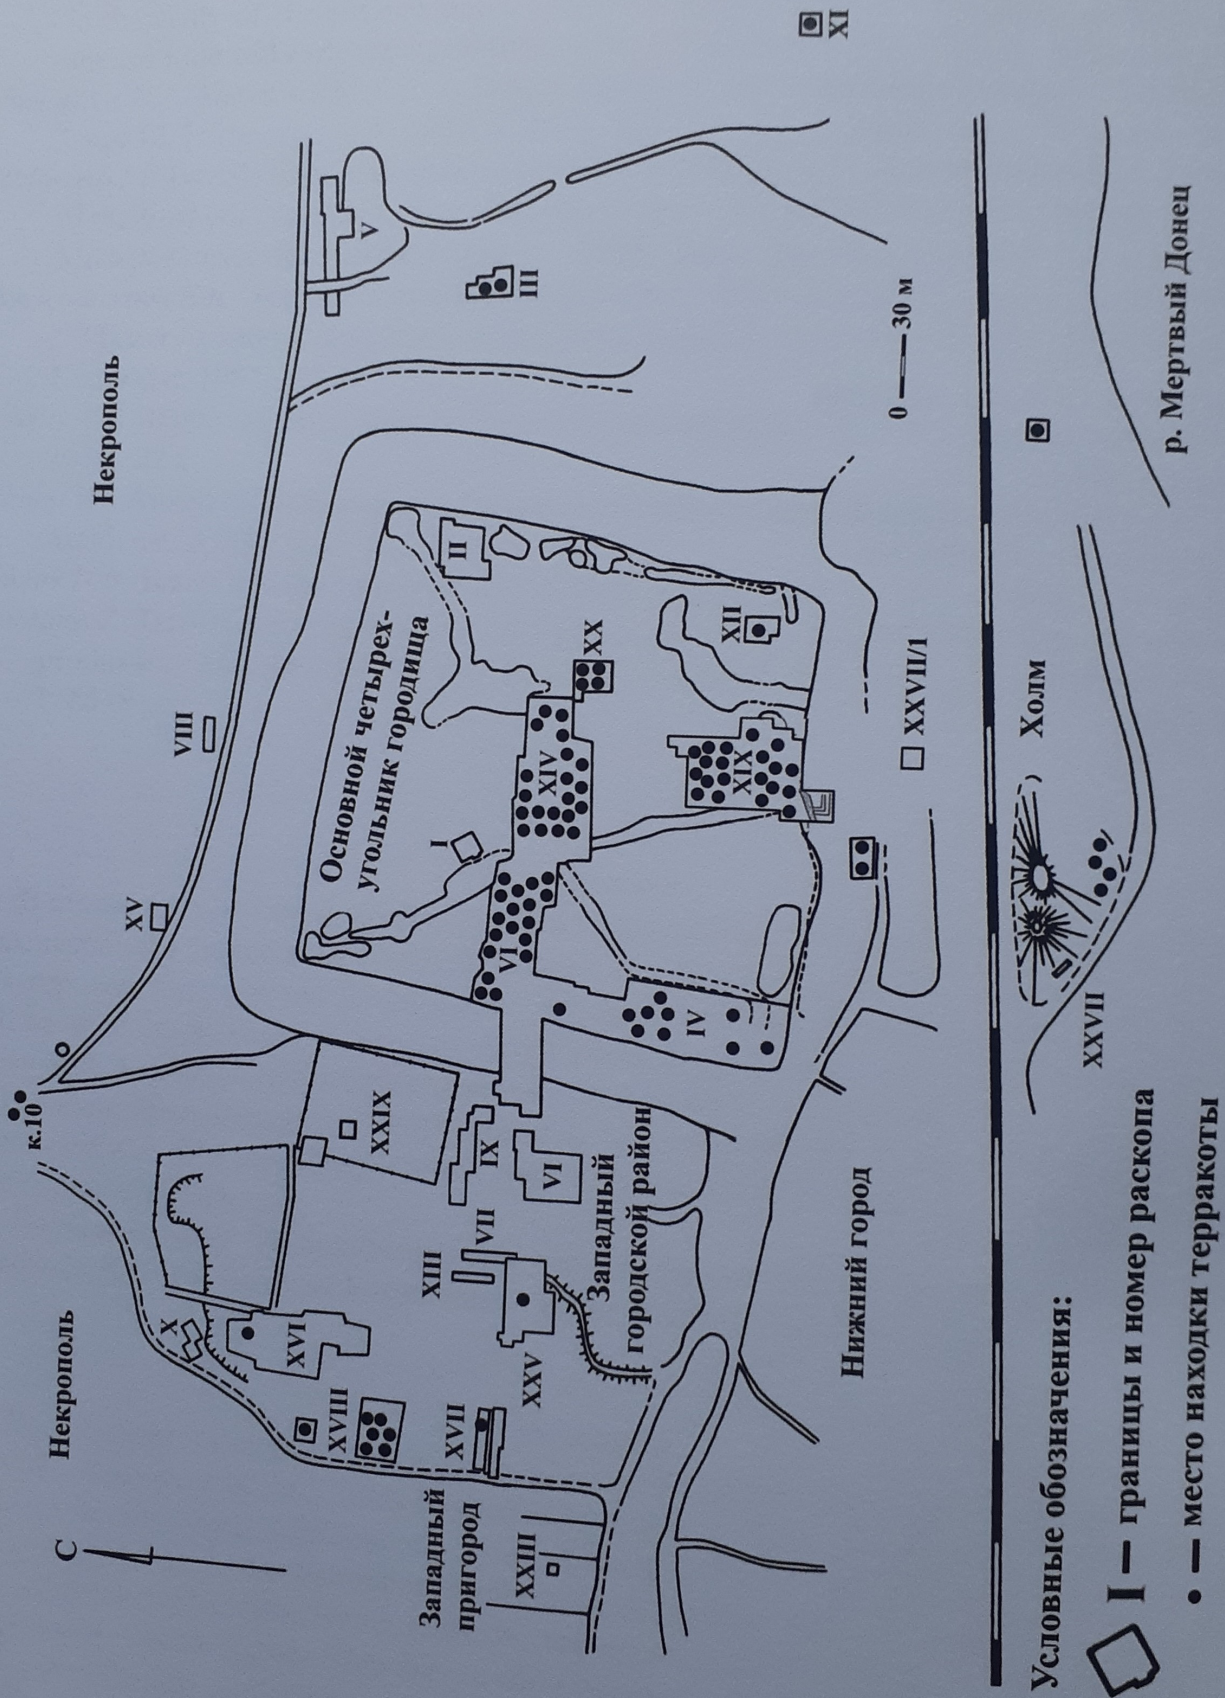 С
Некрополь
к.10
Некрополь
XV
VIII
V
III
XI
X
XVI
XVIII
XVII
XIII
VII
IX
VI
XXV
XXIX
Западный
городской район
Западный
пригород
XXIII
Основной четырех-
угольник городища
I
II
XIV
XX
VI
IV
XIX
XII
XXVII/1
0 30 м
Нижний город
Холм
XXVII
р. Мертвый Донец
Условные обозначения:
I — границы и номер раскопа
• — место находки терракоты